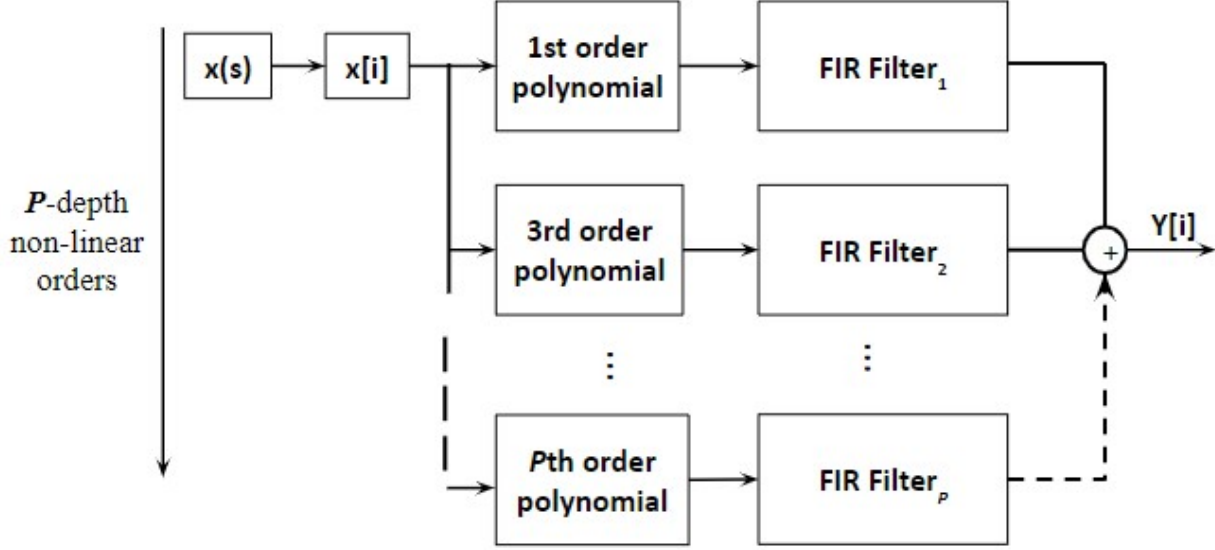 x(s)
x[i]
1st order
polynomial
FIR Filter₁
P-depth
non-linear
orders
3rd order
polynomial
FIR Filter₂
+
Y[i]
...
...
Pth order
polynomial
FIR Filterₚ